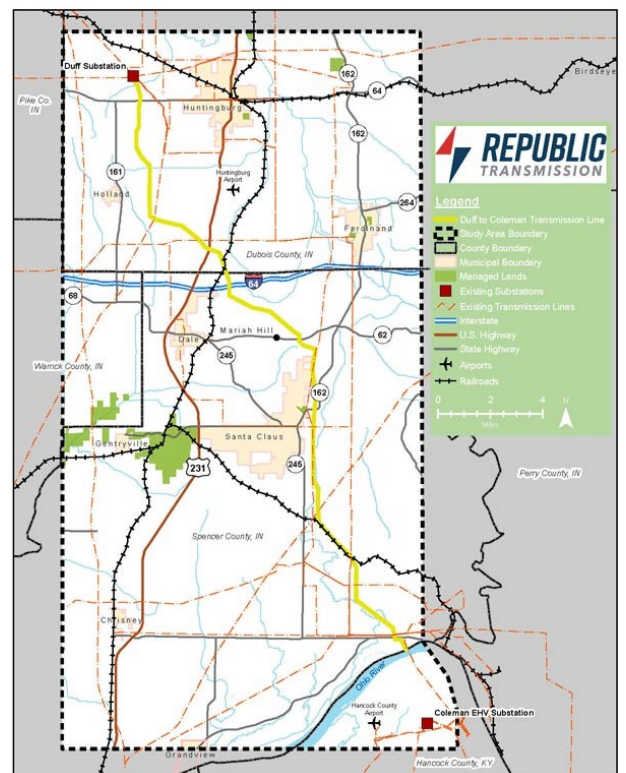 Duff Substation
162
64
Birdseye
Pike Co.
IN
Huntingburg
162
161
Huntingburg
Airport
Holland
264
Ferdinand
Dubois County, IN
64
68
Mariah Hill
62
Dale
245
Warrick County, IN
162
Gentryville
Santa Claus
245
231
Perry County, IN
Spencer County, IN
Chrisney
Ohio River
Hancock County
Airport
Coleman EHV Substation
Grandview
Hancock County, KY
REPUBLIC
TRANSMISSION
Legend
Duff to Coleman Transmission Line
Study Area Boundary
County Boundary
Municipal Boundary
Managed Lands
Existing Substations
Existing Transmission Lines
Interstate
U.S. Highway
State Highway
Airports
Railroads
0 2 4
Miles
N